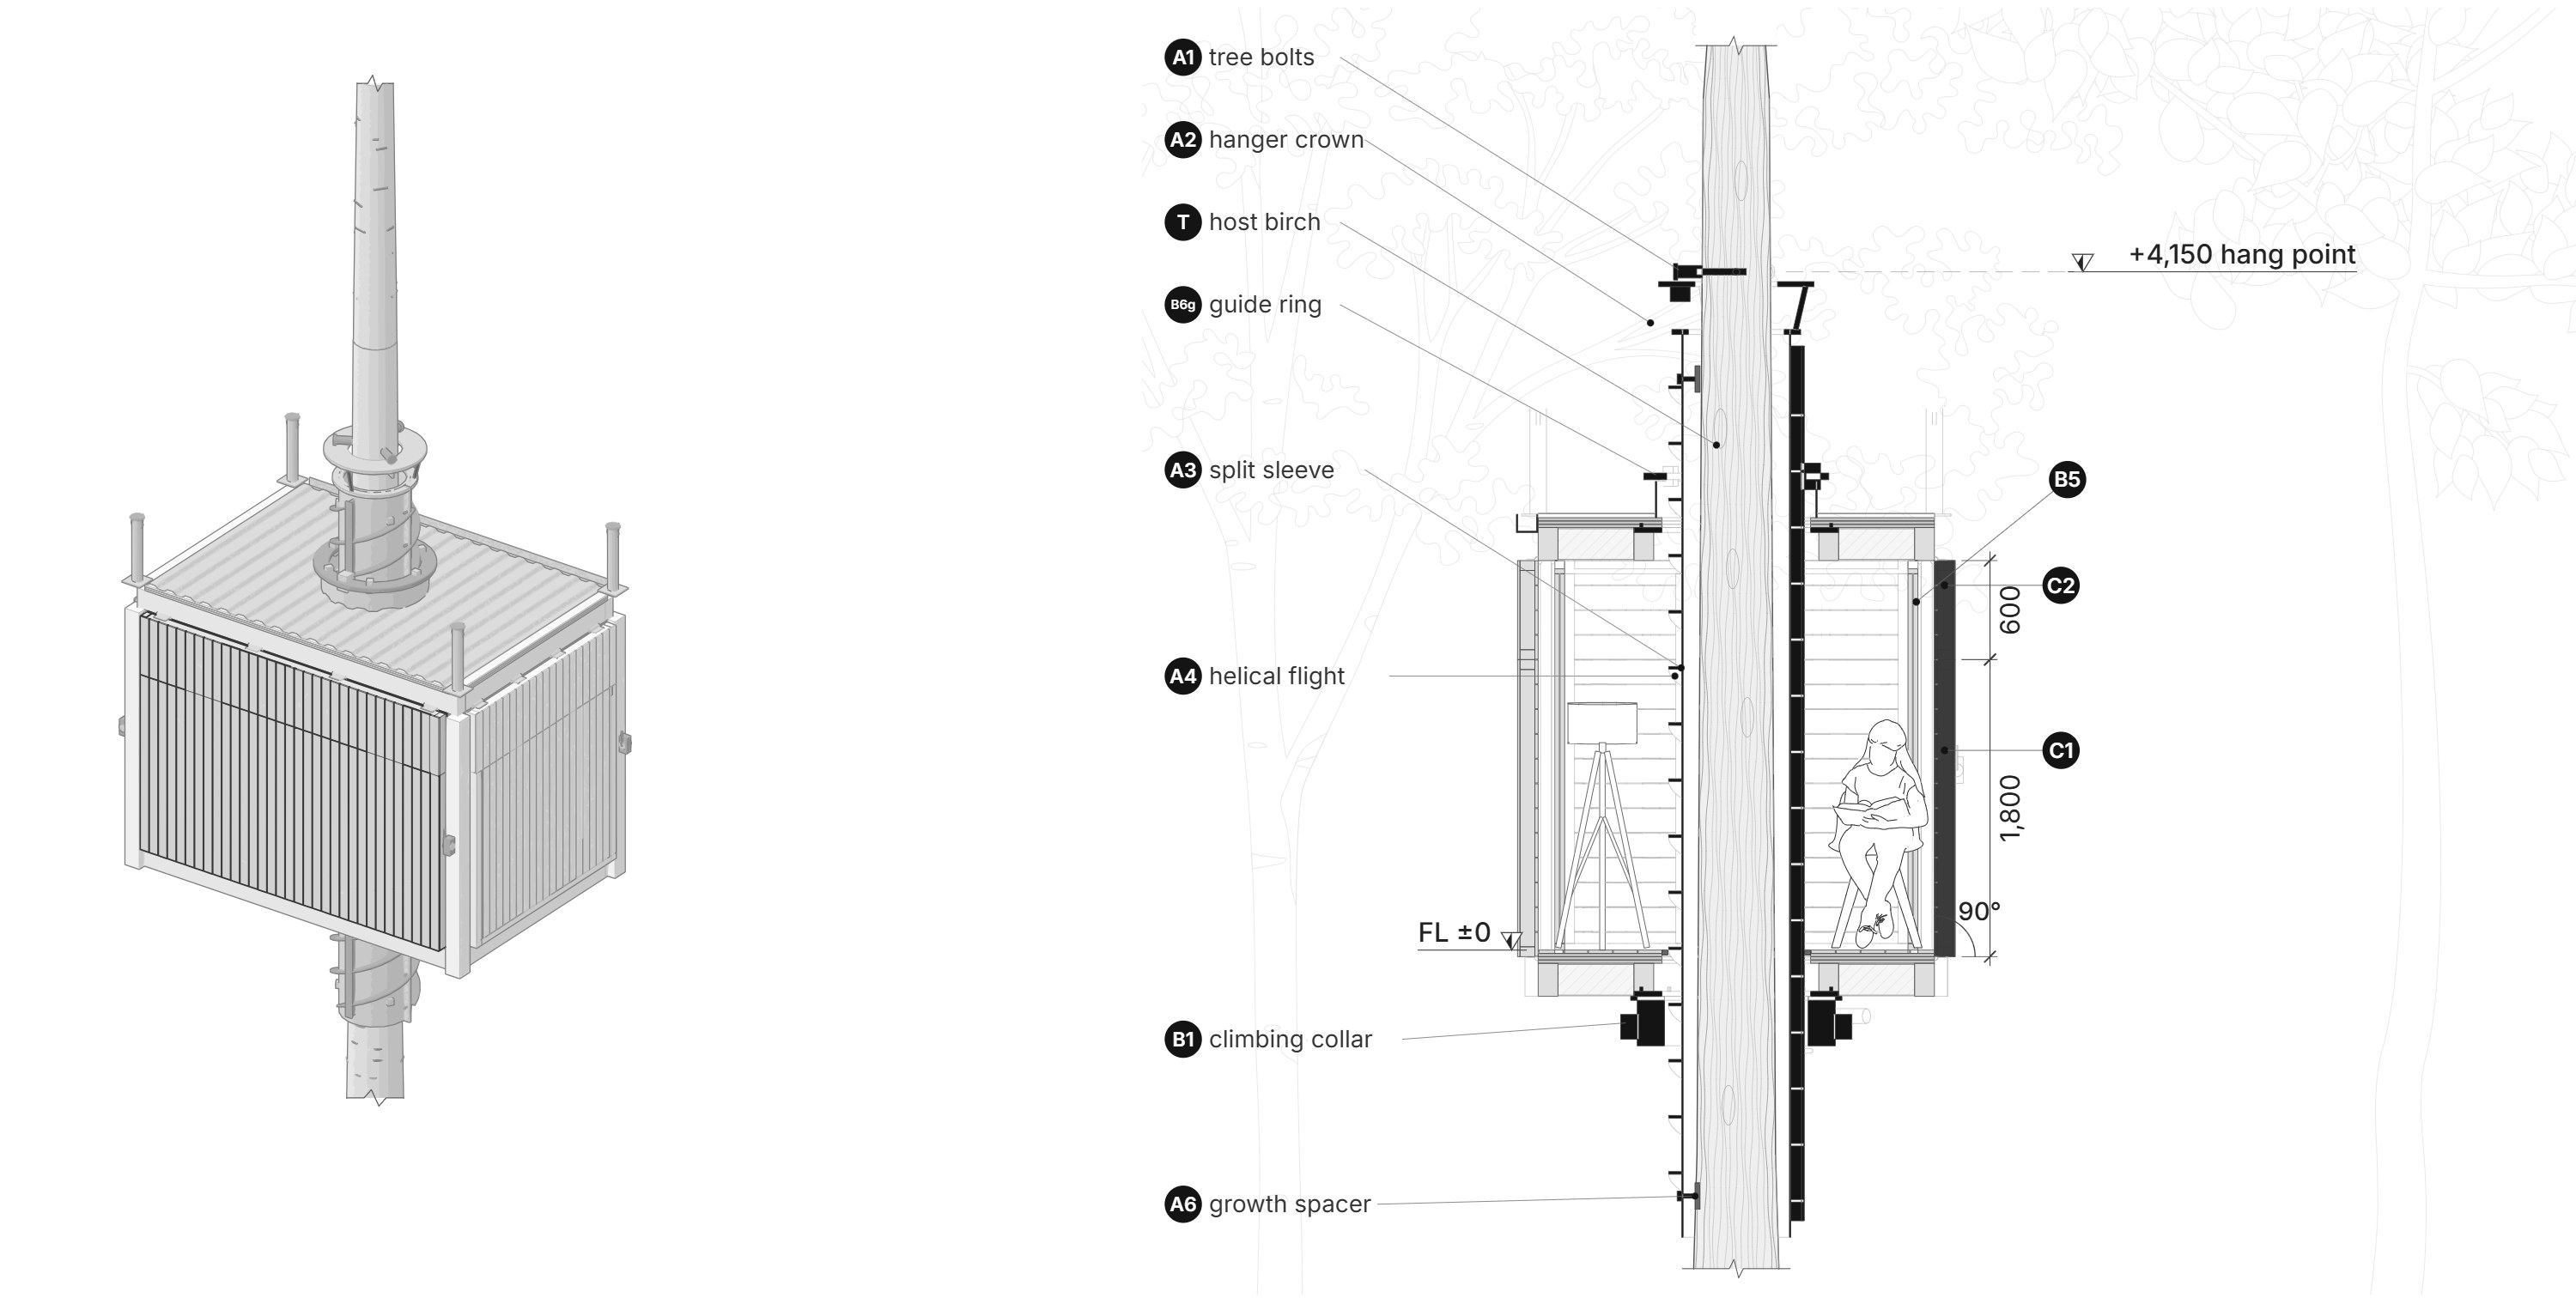 A1 tree bolts
A2 hanger crown
T host birch
+4,150 hang point
B6g guide ring
A3 split sleeve
B5
C2
600
A4 helical flight
C1
1,800
90°
FL ±0
B1 climbing collar
A6 growth spacer